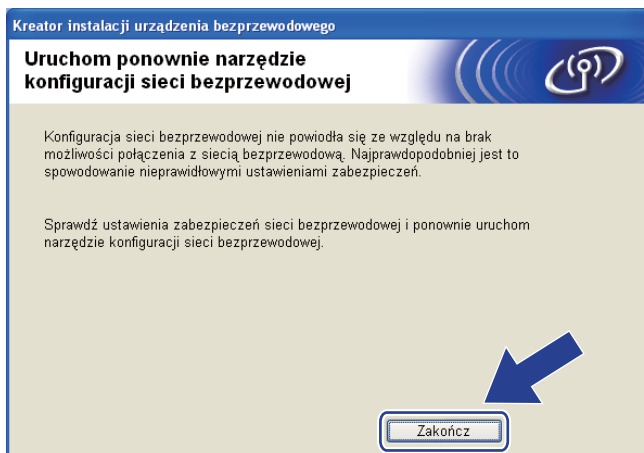 Kreator instalacji urządzenia bezprzewodowego
Uruchom ponownie narzędzie
konfiguracji sieci bezprzewodowej
Konfiguracja sieci bezprzewodowej nie powiodła się ze względu na brak
możliwości połączenia z siecią bezprzewodową. Najprawdopodobniej jest to
spowodowanie nieprawidłowymi ustawieniami zabezpieczeń.
Sprawdź ustawienia zabezpieczeń sieci bezprzewodowej i ponownie uruchom
narzędzie konfiguracji sieci bezprzewodowej.
Zakończ